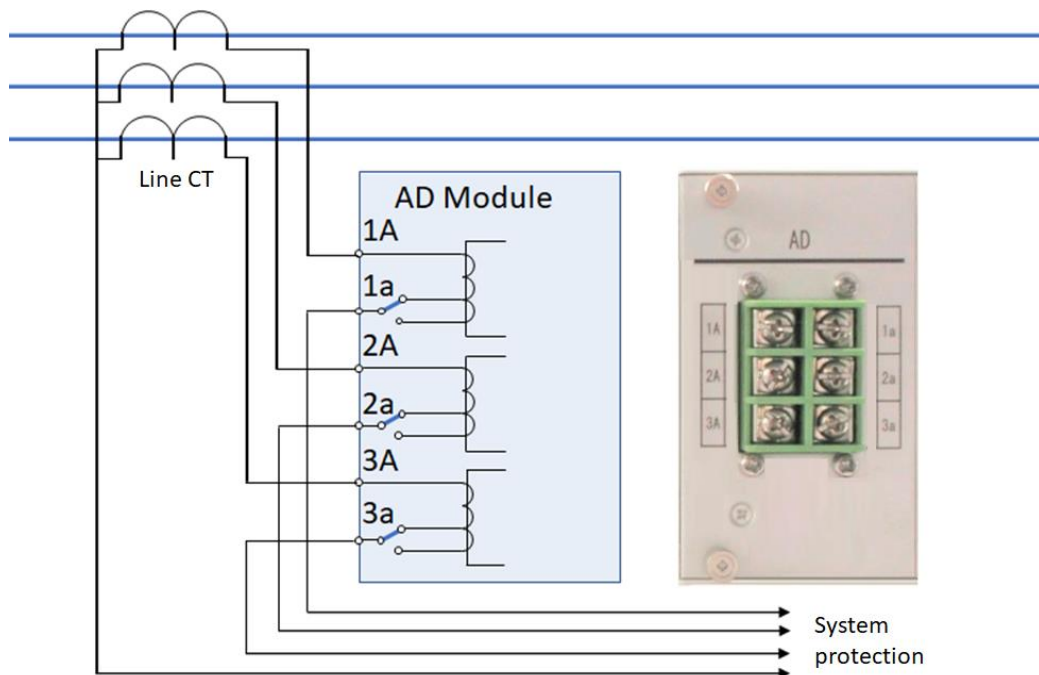 Line CT
AD Module
1A
1a
2A
2a
3A
3a
AD
1A
1a
2A
2a
3A
3a
System
protection